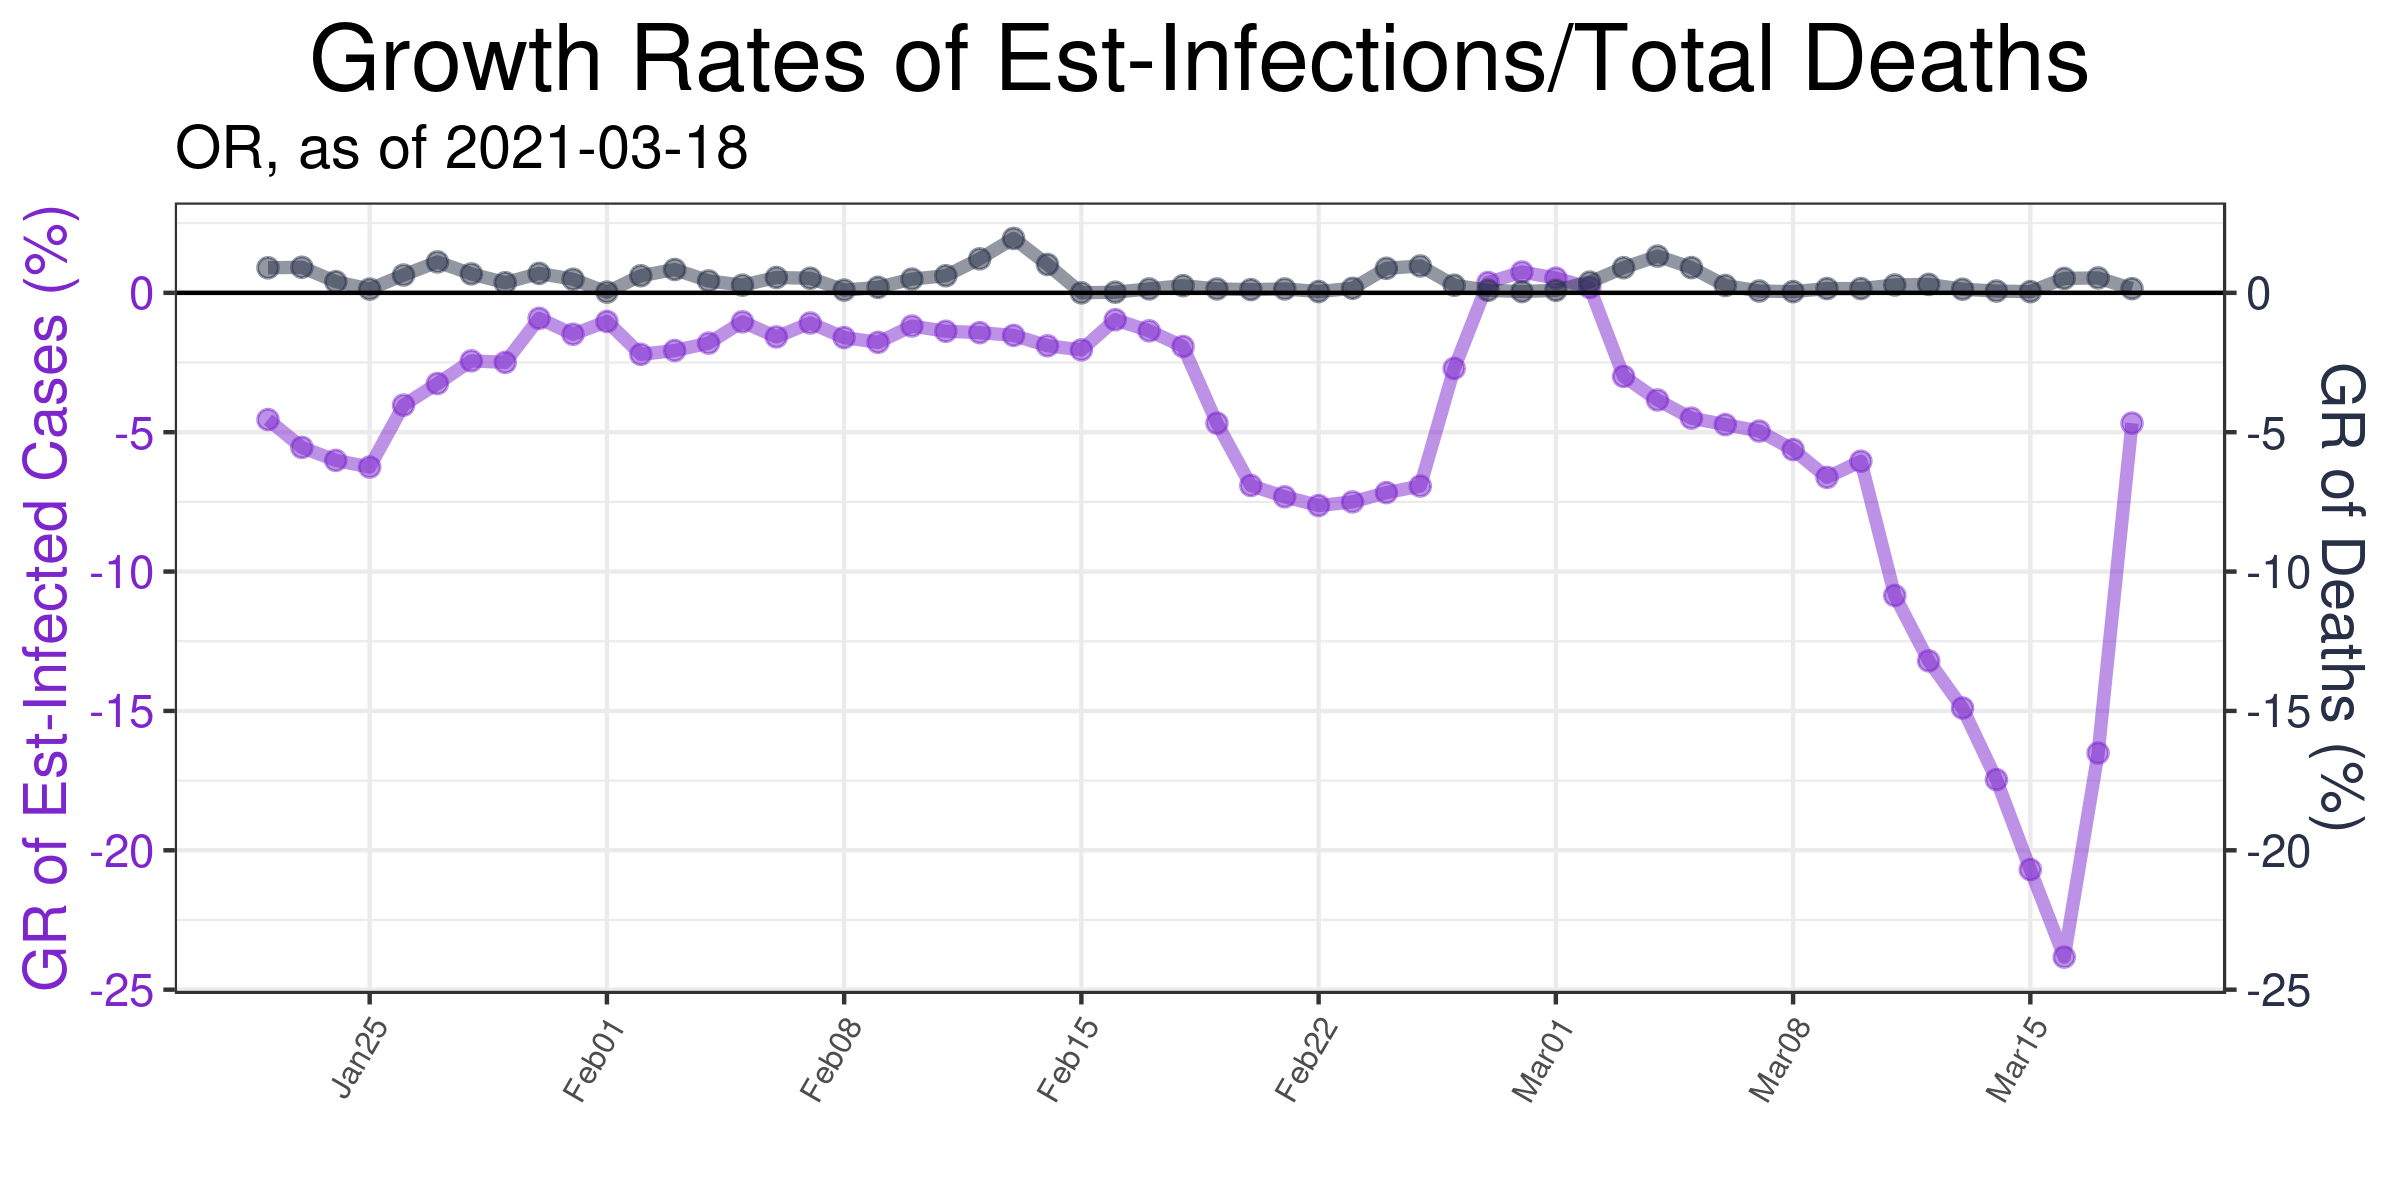 Growth Rates of Est-Infections/Total Deaths
OR, as of 2021-03-18
GR of Est-Infected Cases (%)
0
-5
-10
-15
-20
-25
0
-5
-10
-15
-20
-25
GR of Deaths (%)
Jan25
Feb01
Feb08
Feb15
Feb22
Mar01
Mar08
Mar15